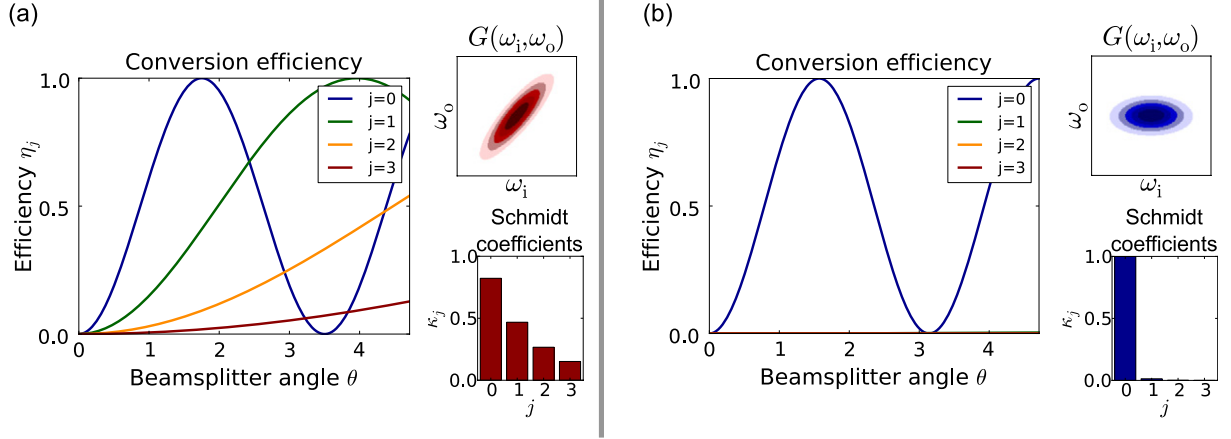 (a)
Conversion efficiency
1.0
0.5
0.0
Efficiency ηj
0
1
2
3
4
Beamsplitter angle θ
j=0
j=1
j=2
j=3
G(ωi,ωo)
ωo
ωi
Schmidt
coefficients
1.0
0.5
0.0
κj
0 1 2 3
j
(b)
Conversion efficiency
1.0
0.5
0.0
Efficiency ηj
0
1
2
3
4
Beamsplitter angle θ
j=0
j=1
j=2
j=3
G(ωi,ωo)
ωo
ωi
Schmidt
coefficients
1.0
0.5
0.0
κj
0 1 2 3
j